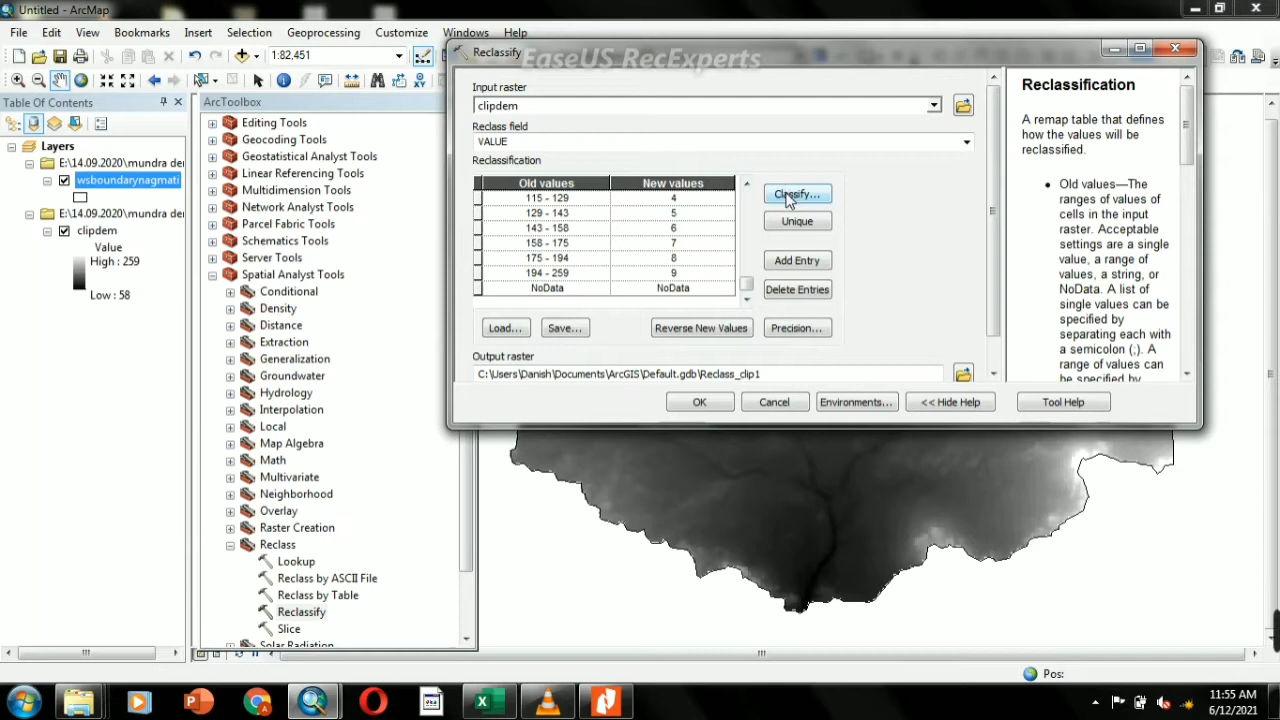 Untitled - ArcMap
File Edit View Bookmarks Insert Selection Geoprocessing Customize Windows Help
1:82,451
Table Of Contents
Layers
E:\14.09.2020\mundra der
wsboundarynagmati
E:\14.09.2020\mundra der
clipdem
Value
High : 259
Low : 58
ArcToolbox
Editing Tools
Geocoding Tools
Geostatistical Analyst Tools
Linear Referencing Tools
Multidimension Tools
Network Analyst Tools
Parcel Fabric Tools
Schematics Tools
Server Tools
Spatial Analyst Tools
Conditional
Density
Distance
Extraction
Generalization
Groundwater
Hydrology
Interpolation
Local
Map Algebra
Math
Multivariate
Neighborhood
Overlay
Raster Creation
Reclass
Lookup
Reclass by ASCII File
Reclass by Table
Reclassify
Slice
Solar Radiation
Reclassify
EaseUS RecExperts
Input raster
clipdem
Reclass field
VALUE
Reclassification
Old values New values
115 - 129 4
129 - 143 5
143 - 158 6
158 - 175 7
175 - 194 8
194 - 259 9
NoData NoData
Classify...
Unique
Add Entry
Delete Entries
Load... Save... Reverse New Values Precision...
Output raster
C:\Users\Danish\Documents\ArcGIS\Default.gdb\Reclass_clip1
OK Cancel Environments... << Hide Help Tool Help
Reclassification
A remap table that defines
how the values will be
reclassified.
• Old values—The
ranges of values of
cells in the input
raster. Acceptable
settings are a single
value, a range of
values, a string, or
NoData. A list of
single values can be
specified by
separating each with
a semicolon (;). A
range of values can
be specified by
Pos:
11:55 AM
6/12/2021